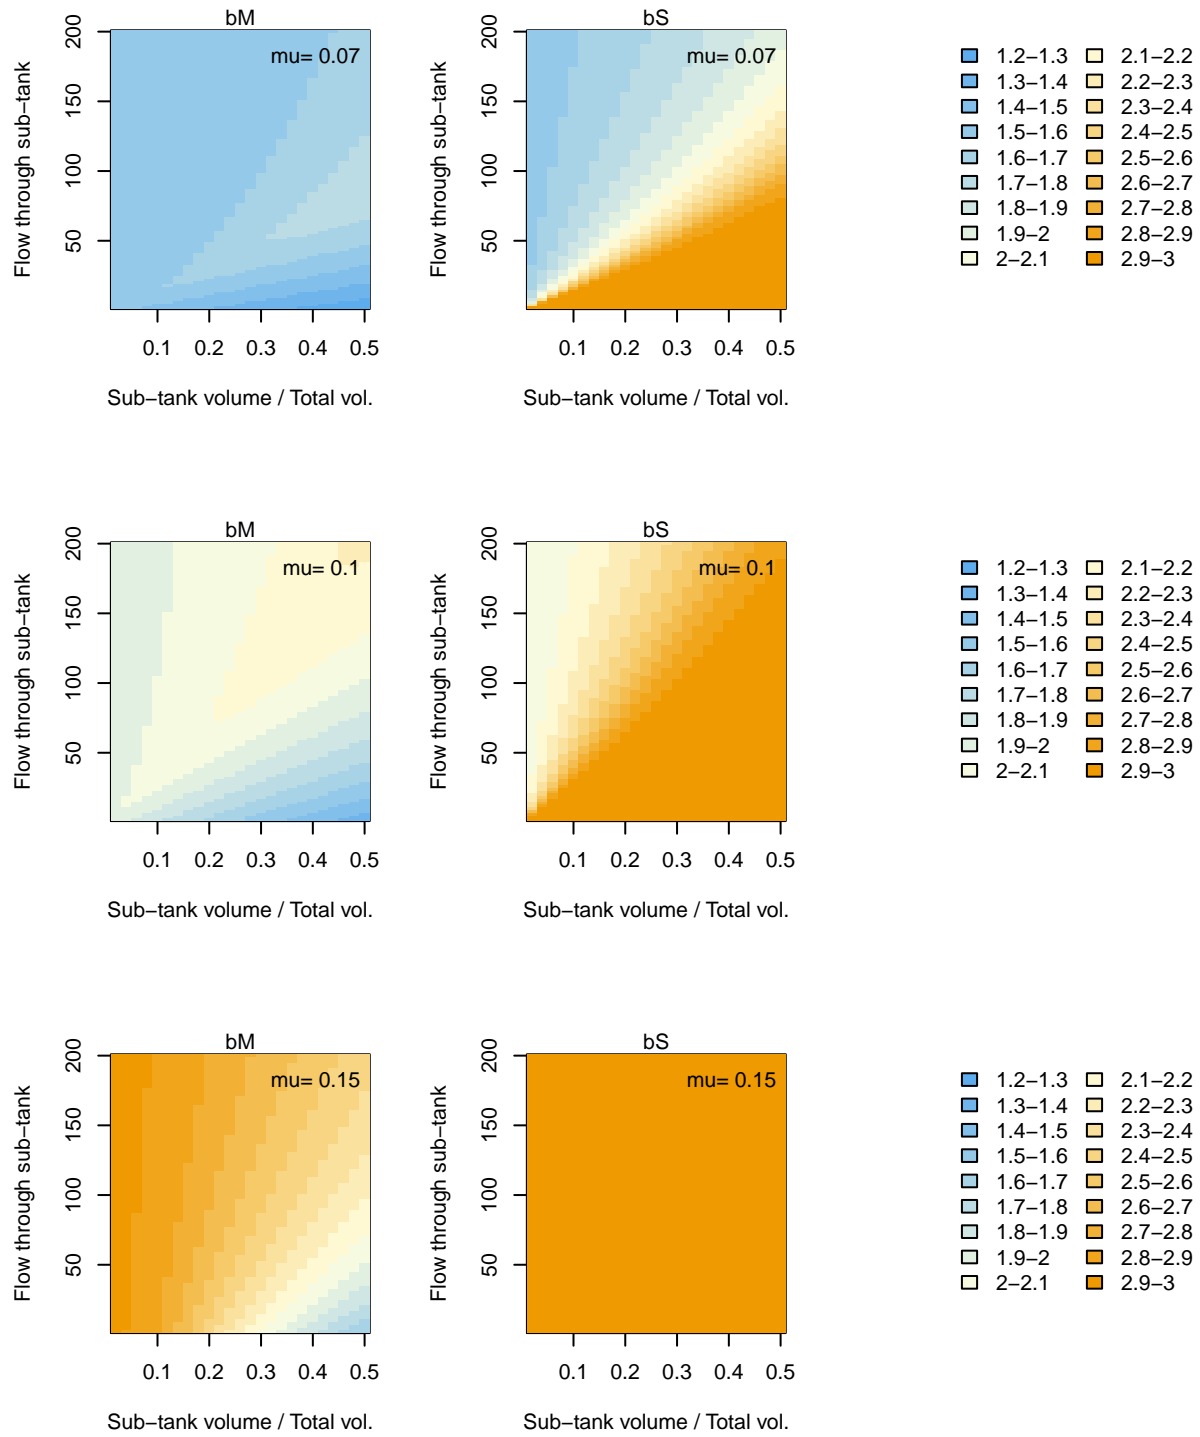 bM
mu= 0.07
Flow through sub−tank
200
150
100
50
0.1 0.2 0.3 0.4 0.5
Sub−tank volume / Total vol.
bS
mu= 0.07
Flow through sub−tank
200
150
100
50
0.1 0.2 0.3 0.4 0.5
Sub−tank volume / Total vol.
1.2−1.3 2.1−2.2
1.3−1.4 2.2−2.3
1.4−1.5 2.3−2.4
1.5−1.6 2.4−2.5
1.6−1.7 2.5−2.6
1.7−1.8 2.6−2.7
1.8−1.9 2.7−2.8
1.9−2 2.8−2.9
2−2.1 2.9−3
bM
mu= 0.1
Flow through sub−tank
200
150
100
50
0.1 0.2 0.3 0.4 0.5
Sub−tank volume / Total vol.
bS
mu= 0.1
Flow through sub−tank
200
150
100
50
0.1 0.2 0.3 0.4 0.5
Sub−tank volume / Total vol.
1.2−1.3 2.1−2.2
1.3−1.4 2.2−2.3
1.4−1.5 2.3−2.4
1.5−1.6 2.4−2.5
1.6−1.7 2.5−2.6
1.7−1.8 2.6−2.7
1.8−1.9 2.7−2.8
1.9−2 2.8−2.9
2−2.1 2.9−3
bM
mu= 0.15
Flow through sub−tank
200
150
100
50
0.1 0.2 0.3 0.4 0.5
Sub−tank volume / Total vol.
bS
mu= 0.15
Flow through sub−tank
200
150
100
50
0.1 0.2 0.3 0.4 0.5
Sub−tank volume / Total vol.
1.2−1.3 2.1−2.2
1.3−1.4 2.2−2.3
1.4−1.5 2.3−2.4
1.5−1.6 2.4−2.5
1.6−1.7 2.5−2.6
1.7−1.8 2.6−2.7
1.8−1.9 2.7−2.8
1.9−2 2.8−2.9
2−2.1 2.9−3